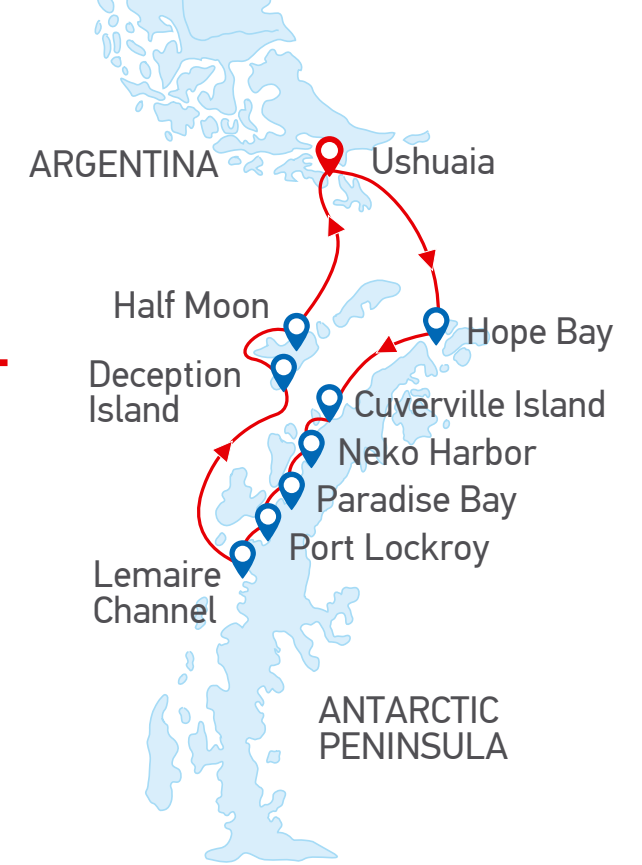 ARGENTINA
Ushuaia
Half Moon
Hope Bay
Deception
Island
Cuverville Island
Neko Harbor
Paradise Bay
Port Lockroy
Lemaire
Channel
ANTARCTIC
PENINSULA